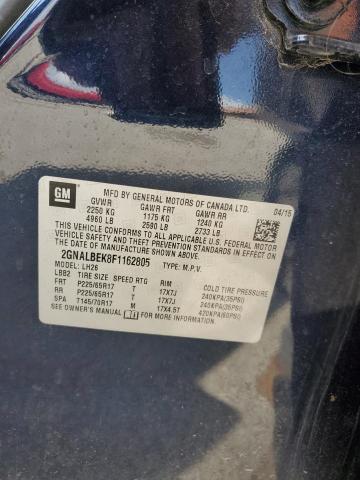 GM
MFD BY GENERAL MOTORS OF CANADA LTD.
04/15
GVWR GAWR FRT GAWR RR
2250 KG 1175 KG 1240 KG
4960 LB 2590 LB 2733 LB
THIS VEHICLE CONFORMS TO ALL APPLICABLE U.S. FEDERAL MOTOR
VEHICLE SAFETY AND THEFT PREVENTION STANDARDS IN EFFECT ON
THE DATE OF MANUFACTURE SHOWN ABOVE.
2GNALBEK8F1162805 TYPE: M.P.V.
MODEL: LH26
LBB2 TIRE SIZE SPEED RTG RIM COLD TIRE PRESSURE
FRT P225/65R17 T 17X7J 240KPA(35PSI)
RR P225/65R17 T 17X7J 240KPA(35PSI)
SPA T145/70R17 M 17X4.5T 420KPA(60PSI)
SEE OWNER'S MANUAL